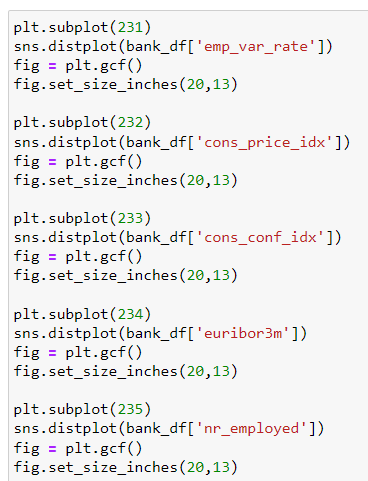 plt.subplot(231)
sns.distplot(bank_df['emp_var_rate'])
fig = plt.gcf()
fig.set_size_inches(20,13)

plt.subplot(232)
sns.distplot(bank_df['cons_price_idx'])
fig = plt.gcf()
fig.set_size_inches(20,13)

plt.subplot(233)
sns.distplot(bank_df['cons_conf_idx'])
fig = plt.gcf()
fig.set_size_inches(20,13)

plt.subplot(234)
sns.distplot(bank_df['euribor3m'])
fig = plt.gcf()
fig.set_size_inches(20,13)

plt.subplot(235)
sns.distplot(bank_df['nr_employed'])
fig = plt.gcf()
fig.set_size_inches(20,13)